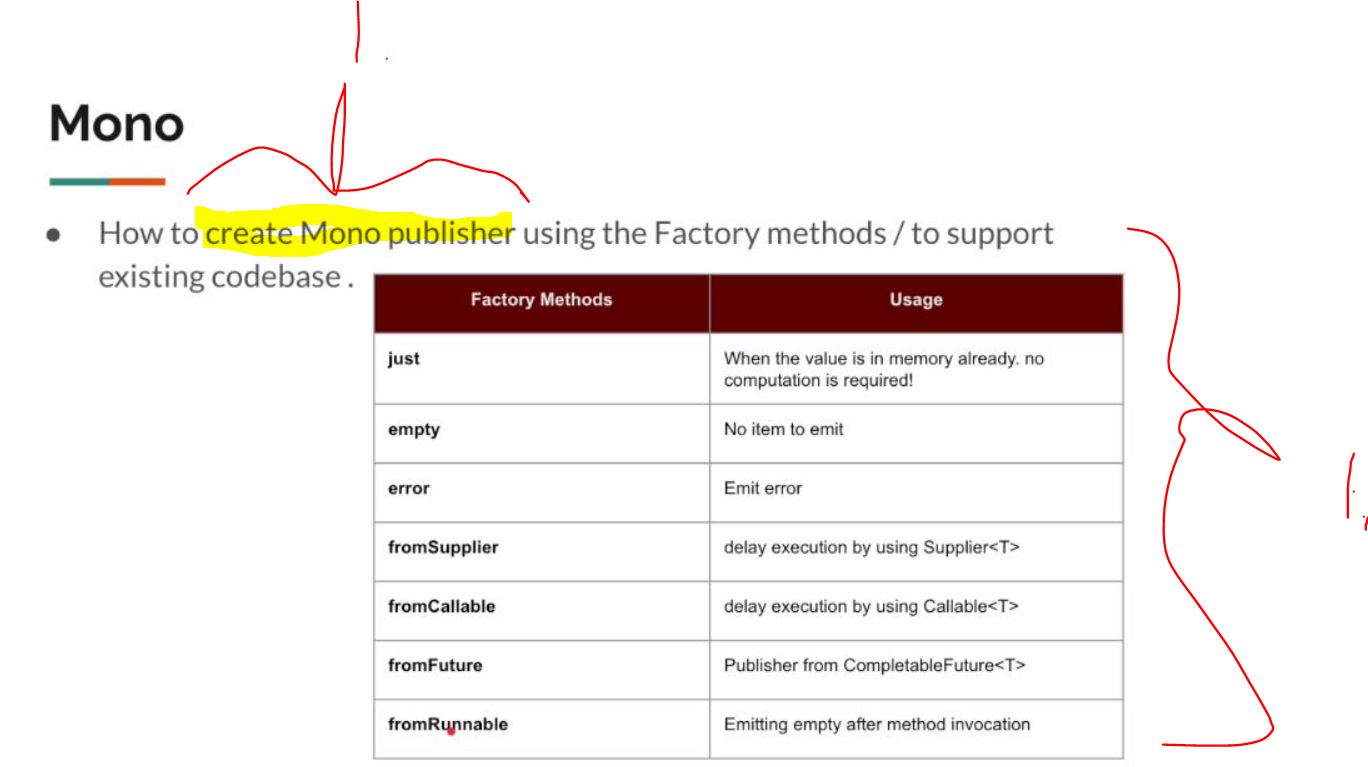 Mono
● How to create Mono publisher using the Factory methods / to support
existing codebase .
Factory Methods Usage
just When the value is in memory already. no
computation is required!
empty No item to emit
error Emit error
fromSupplier delay execution by using Supplier<T>
fromCallable delay execution by using Callable<T>
fromFuture Publisher from CompletableFuture<T>
fromRunnable Emitting empty after method invocation